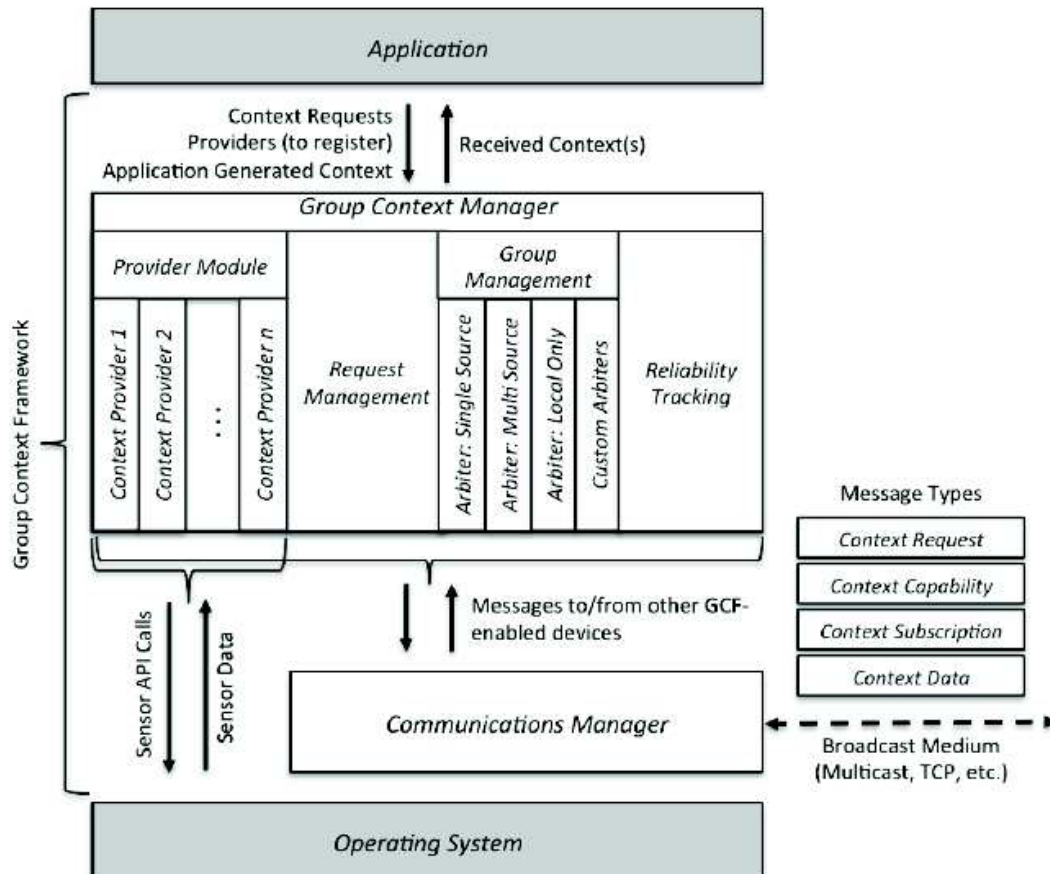 Application
Context Requests
Providers (to register)
Application Generated Context
Received Context(s)
Group Context Framework
Group Context Manager
Provider Module
Context Provider 1
Context Provider 2
...
Context Provider n
Request
Management
Group
Management
Arbiter: Single Source
Arbiter: Multi Source
Arbiter: Local Only
Custom Arbiters
Reliability
Tracking
Message Types
Context Request
Context Capability
Context Subscription
Context Data
Sensor API Calls
Sensor Data
Messages to/from other GCF-
enabled devices
Communications Manager
Broadcast Medium
(Multicast, TCP, etc.)
Operating System